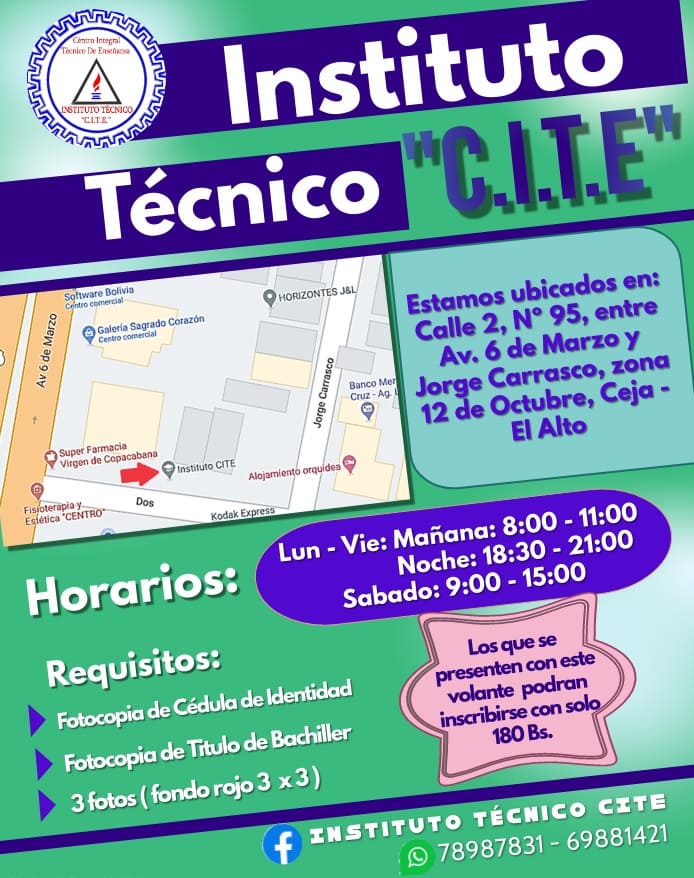 Centro Integral
Técnico De Enseñansa
INSTITUTO TÉCNICO
"C.I.T.E."
Instituto
Técnico "C.I.T.E"
Software Bolivia
Centro comercial
HORIZONTES J&L
Av 6 de Marzo
Galería Sagrado Corazón
Centro comercial
Jorge Carrasco
Banco Mer
Cruz - Ag. L
Super Farmacia
Virgen de Copacabana
Instituto CITE
Alojamiento orquidea
Fisioterapia y
Estética "CENTRO"
Dos
Kodak Express
Estamos ubicados en:
Calle 2, N° 95, entre
Av. 6 de Marzo y
Jorge Carrasco, zona
12 de Octubre, Ceja -
El Alto
Horarios:
Lun - Vie: Mañana: 8:00 - 11:00
Noche: 18:30 - 21:00
Sabado: 9:00 - 15:00
Requisitos:
Fotocopia de Cédula de Identidad
Fotocopia de Titulo de Bachiller
3 fotos ( fondo rojo 3 x 3 )
Los que se
presenten con este
volante podran
inscribirse con solo
180 Bs.
INSTITUTO TÉCNICO CITE
78987831 - 69881421